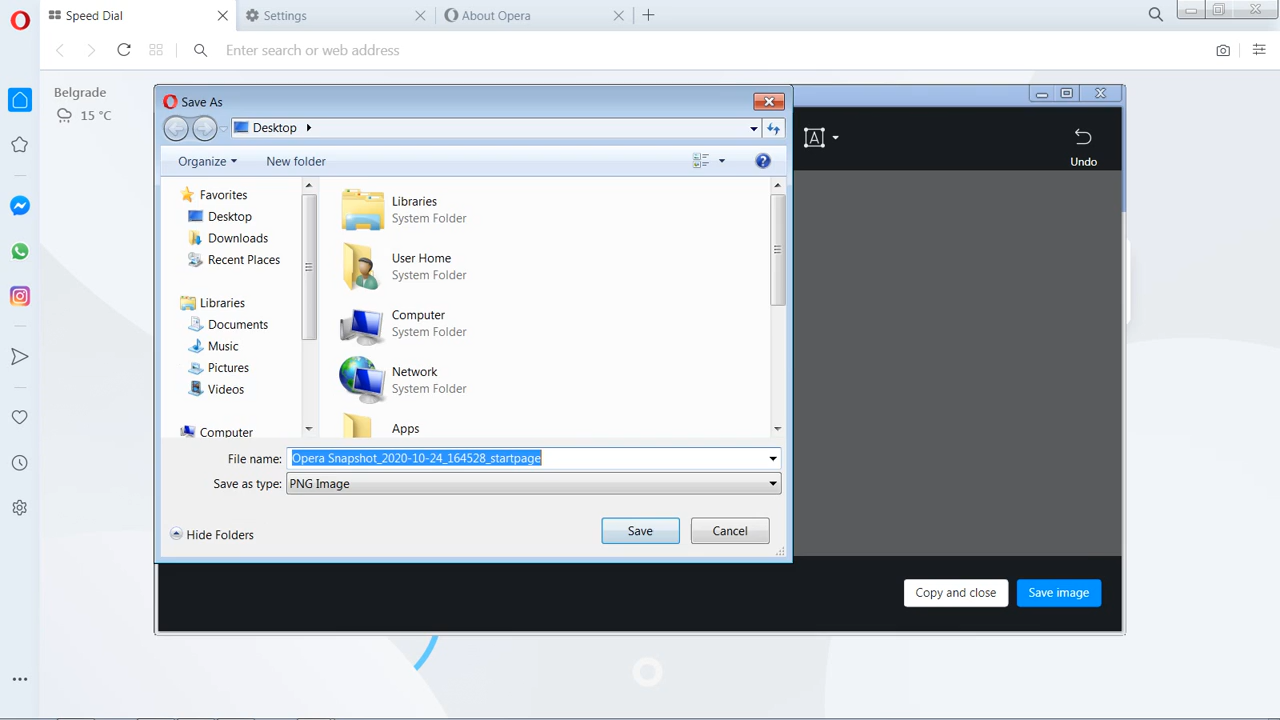 Speed Dial
Settings
About Opera
Enter search or web address
Belgrade
15 °C
Save As
Desktop
Organize
New folder
Favorites
Desktop
Downloads
Recent Places
Libraries
Documents
Music
Pictures
Videos
Computer
Libraries
System Folder
User Home
System Folder
Computer
System Folder
Network
System Folder
Apps
File name: Opera Snapshot_2020-10-24_164528_startpage
Save as type: PNG Image
Hide Folders
Save
Cancel
A
Undo
Copy and close
Save image